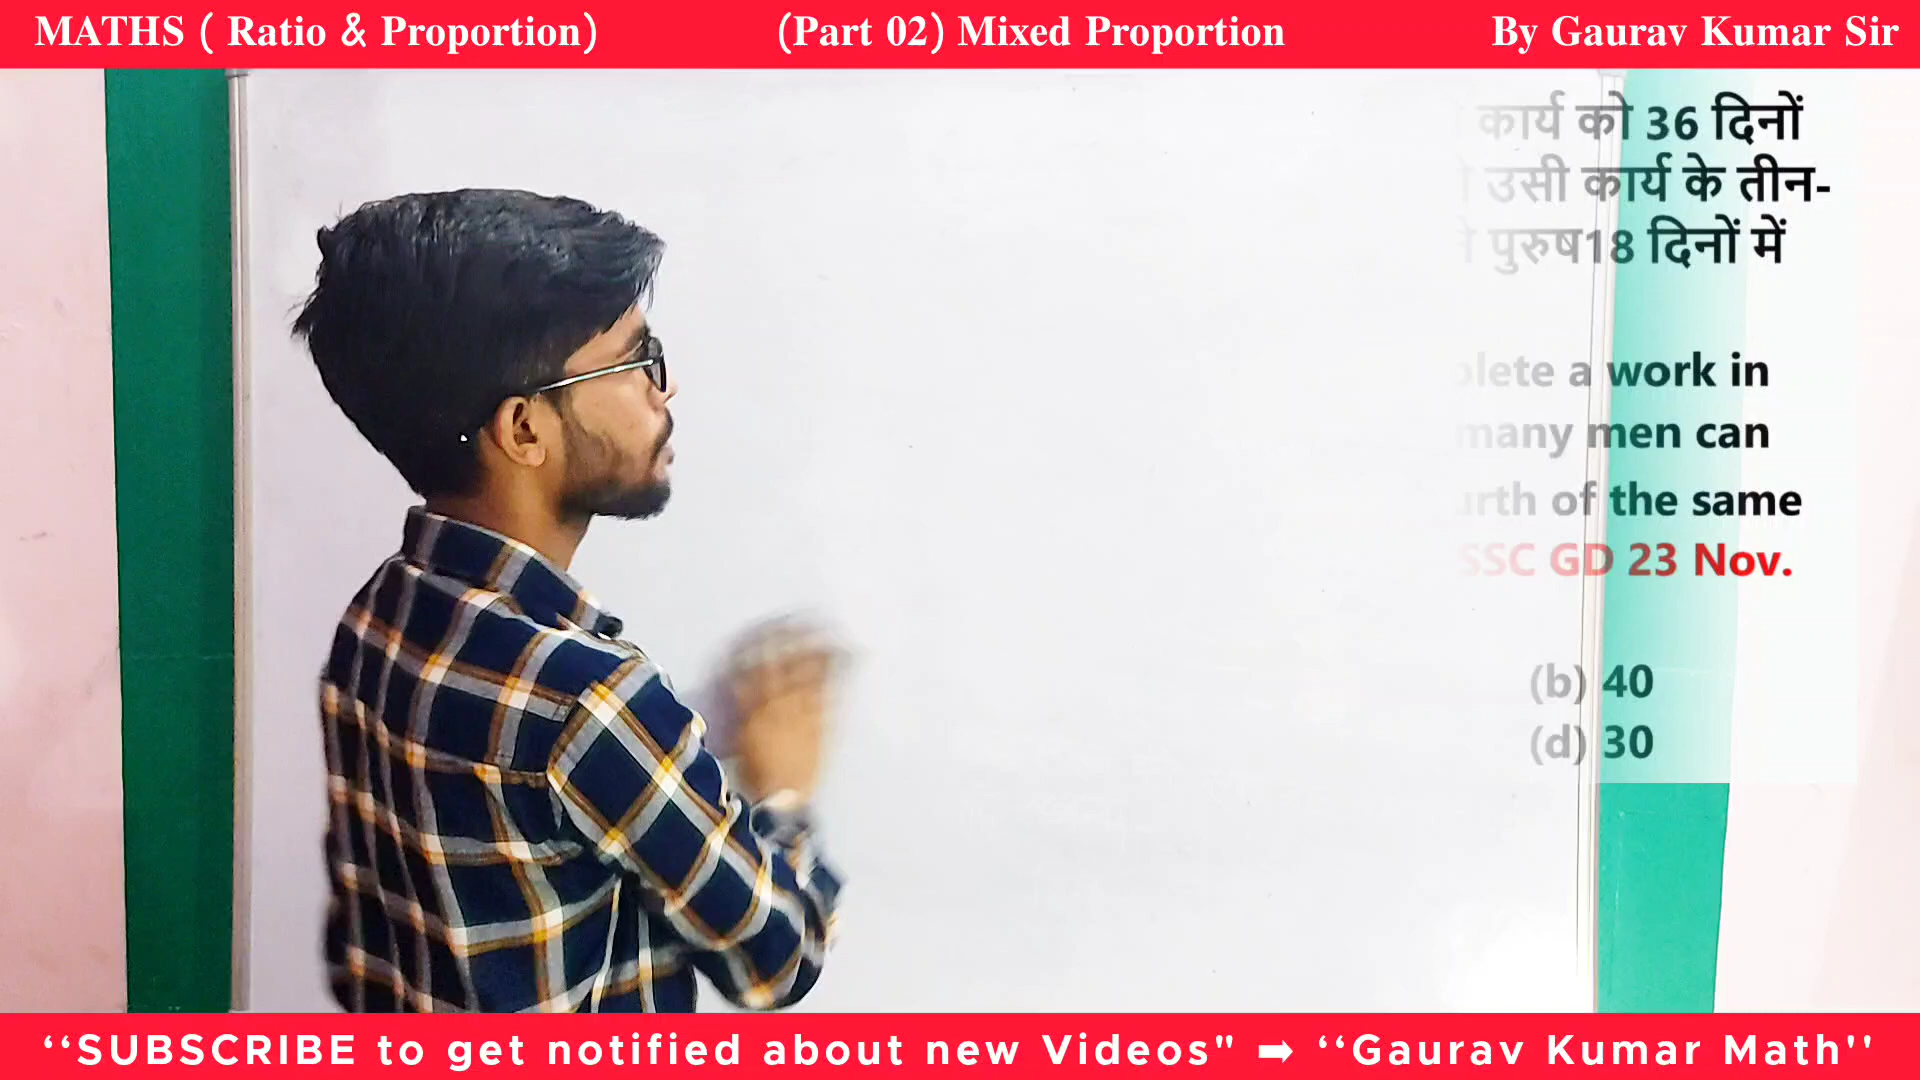 MATHS ( Ratio & Proportion) (Part 02) Mixed Proportion By Gaurav Kumar Sir
कार्य को 36 दिनों
उसी कार्य के तीन-
पुरुष18 दिनों में
a work in
many men can
of the same
SSC GD 23 Nov.
(b) 40
(d) 30
‘‘SUBSCRIBE to get notified about new Videos" ➡ ‘‘Gaurav Kumar Math''